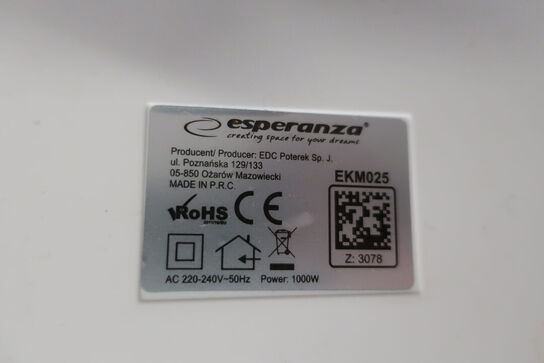 esperanza®
creating space for your dreams
Producent/ Producer: EDC Poterek Sp. J.
ul. Poznańska 129/133
05-850 Ożarów Mazowiecki
MADE IN P.R.C.
EKM025
RoHS
CE
Z: 3078
AC 220-240V~50Hz Power: 1000W